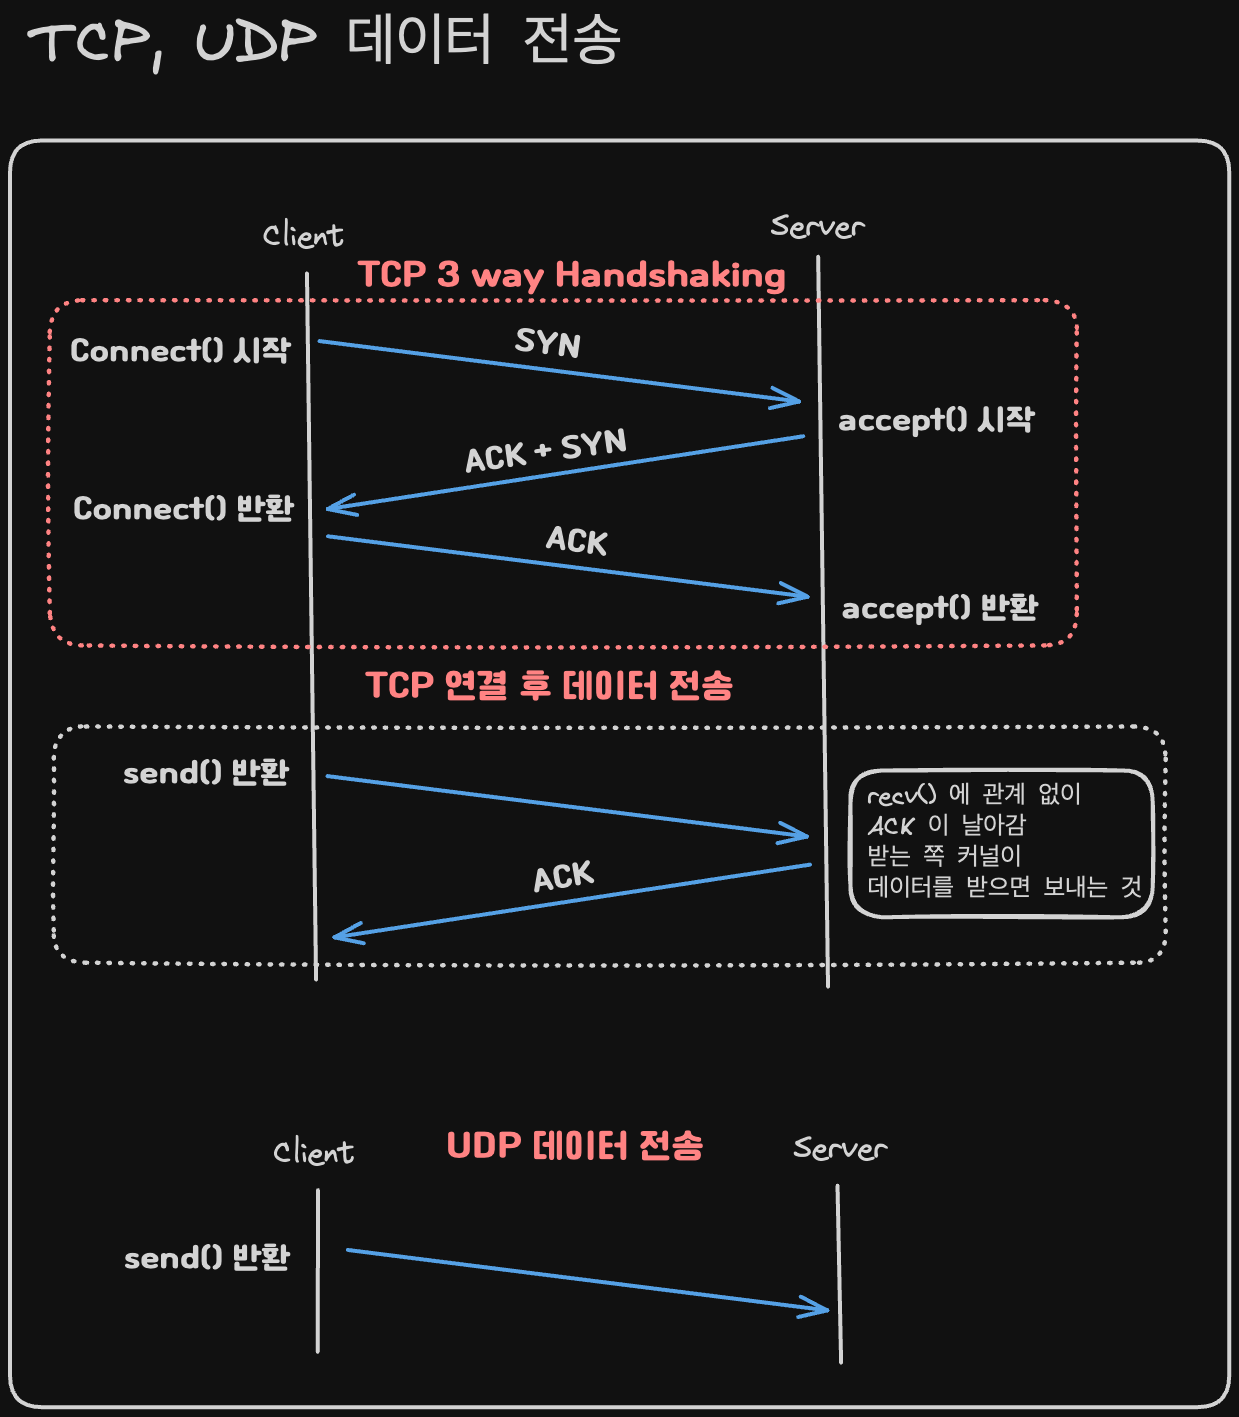 TCP, UDP 데이터 전송
Client
Server
TCP 3 way Handshaking
Connect() 시작
SYN
accept() 시작
ACK + SYN
Connect() 반환
ACK
accept() 반환
TCP 연결 후 데이터 전송
send() 반환
recv() 에 관계 없이
ACK 이 날아감
받는 쪽 커널이
데이터를 받으면 보내는 것
ACK
Client
UDP 데이터 전송
Server
send() 반환